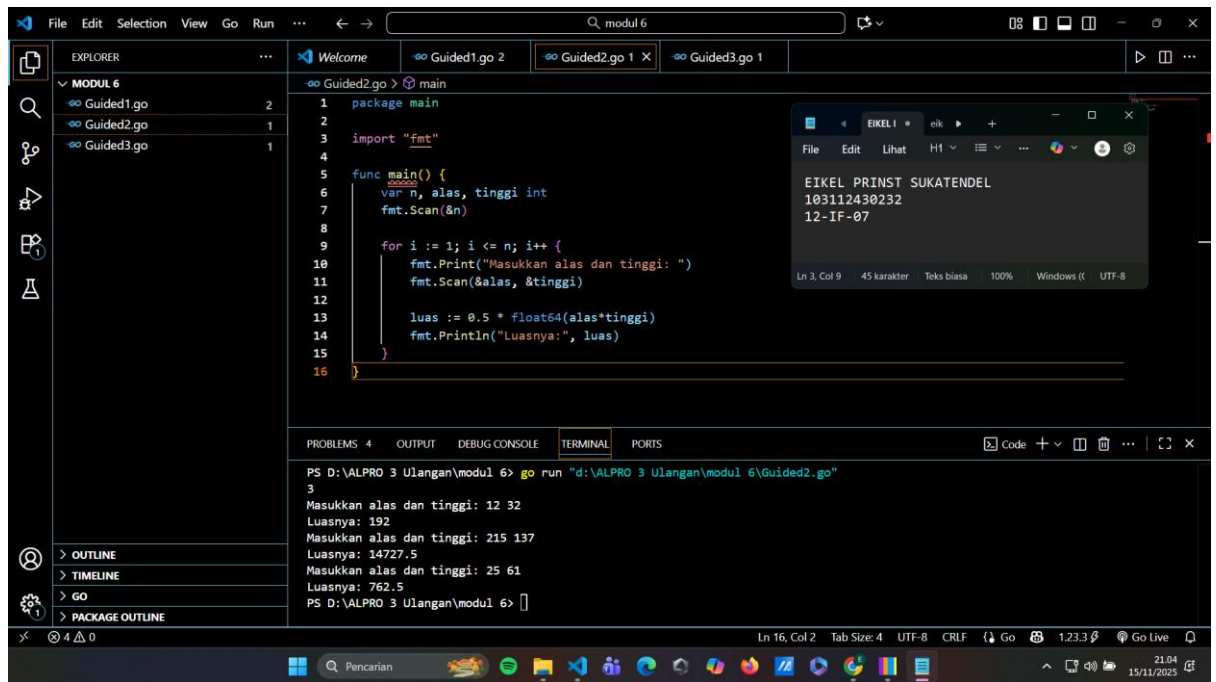 File Edit Selection View Go Run ... modul 6
EXPLORER ...
MODUL 6
Guided1.go 2
Guided2.go 1
Guided3.go 1
OUTLINE
TIMELINE
GO
PACKAGE OUTLINE
Welcome Guided1.go 2 Guided2.go 1 Guided3.go 1
Guided2.go > main
1 package main
2
3 import "fmt"
4
5 func main() {
6 var n, alas, tinggi int
7 fmt.Scan(&n)
8
9 for i := 1; i <= n; i++ {
10 fmt.Print("Masukkan alas dan tinggi: ")
11 fmt.Scan(&alas, &tinggi)
12
13 luas := 0.5 * float64(alas*tinggi)
14 fmt.Println("Luasnya:", luas)
15 }
16 }
EIKEL I eik
File Edit Lihat H1 ...
EIKEL PRINST SUKATENDEL
103112430232
12-IF-07
Ln 3, Col 9 45 karakter Teks biasa 100% Windows (( UTF-8
PROBLEMS 4 OUTPUT DEBUG CONSOLE TERMINAL PORTS Code
PS D:\ALPRO 3 Ulangan\modul 6> go run "d:\ALPRO 3 Ulangan\modul 6\Guided2.go"
3
Masukkan alas dan tinggi: 12 32
Luasnya: 192
Masukkan alas dan tinggi: 215 137
Luasnya: 14727.5
Masukkan alas dan tinggi: 25 61
Luasnya: 762.5
PS D:\ALPRO 3 Ulangan\modul 6>
4 0 Ln 16, Col 2 Tab Size: 4 UTF-8 CRLF Go 1.23.3 Go Live
Pencarian 21.04
15/11/2025